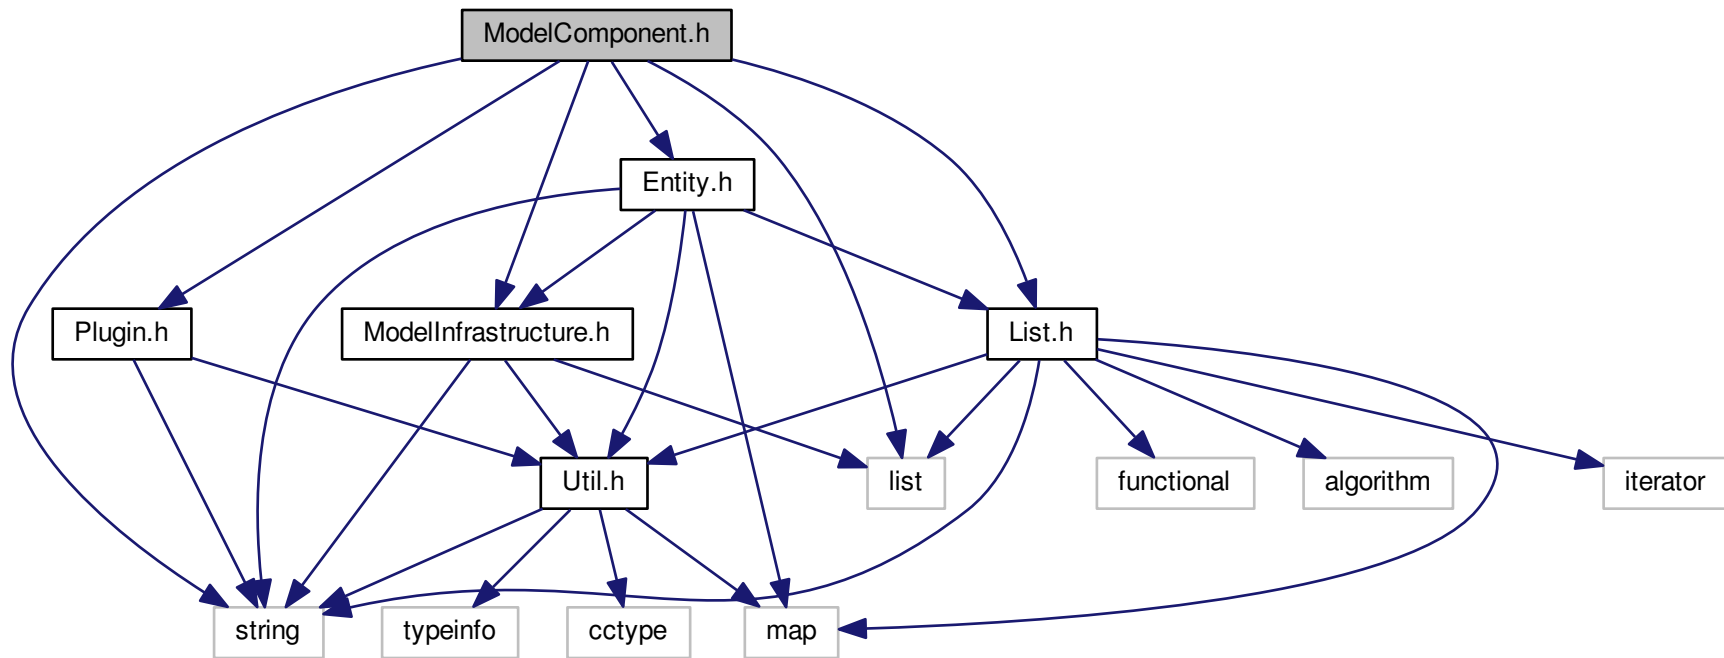 ModelComponent.h
Entity.h
Plugin.h
ModelInfrastructure.h
List.h
Util.h
list
functional
algorithm
iterator
string
typeinfo
cctype
map